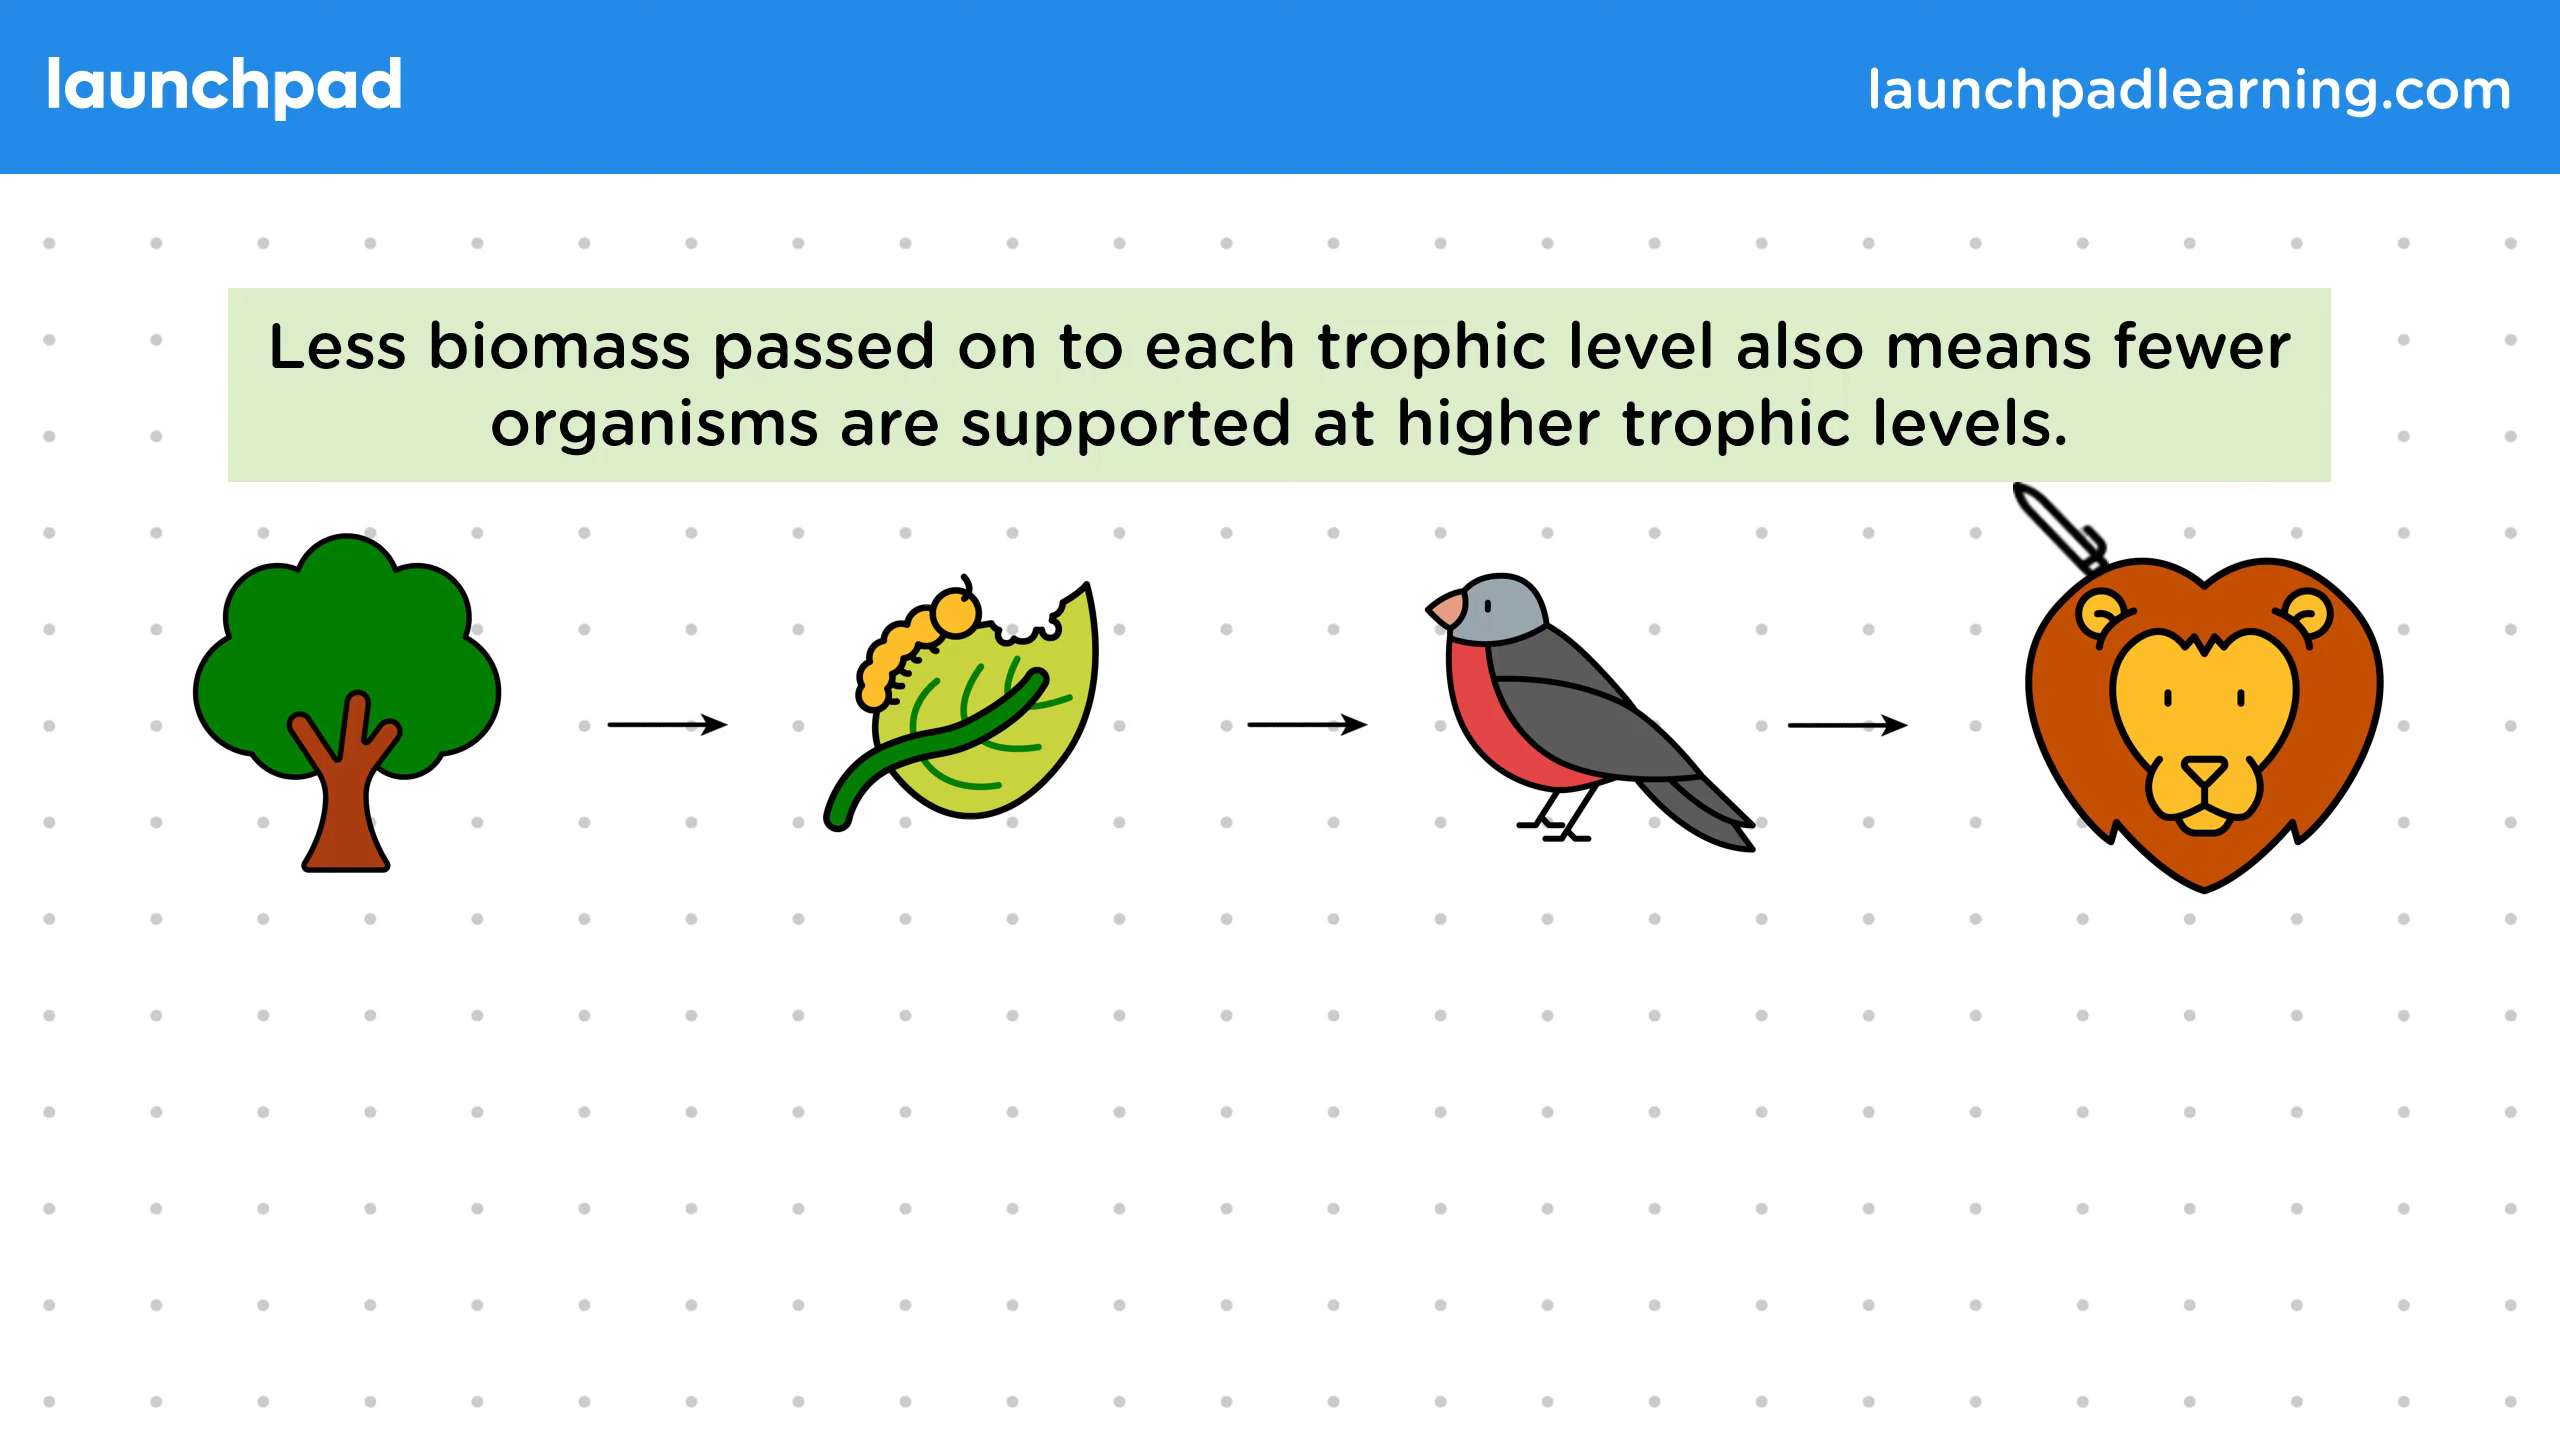 launchpad
launchpadlearning.com
Less biomass passed on to each trophic level also means fewer
organisms are supported at higher trophic levels.